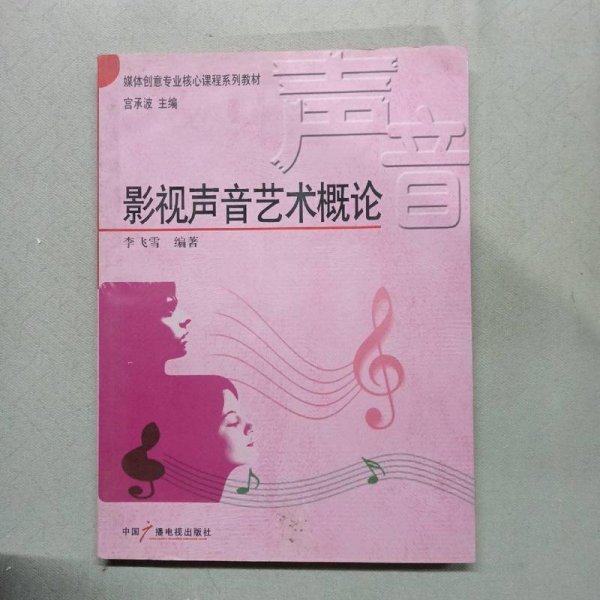 媒体创意专业核心课程系列教材
宫承波 主编
声音
影视声音艺术概论
李飞雪 编著
中国广播电视出版社